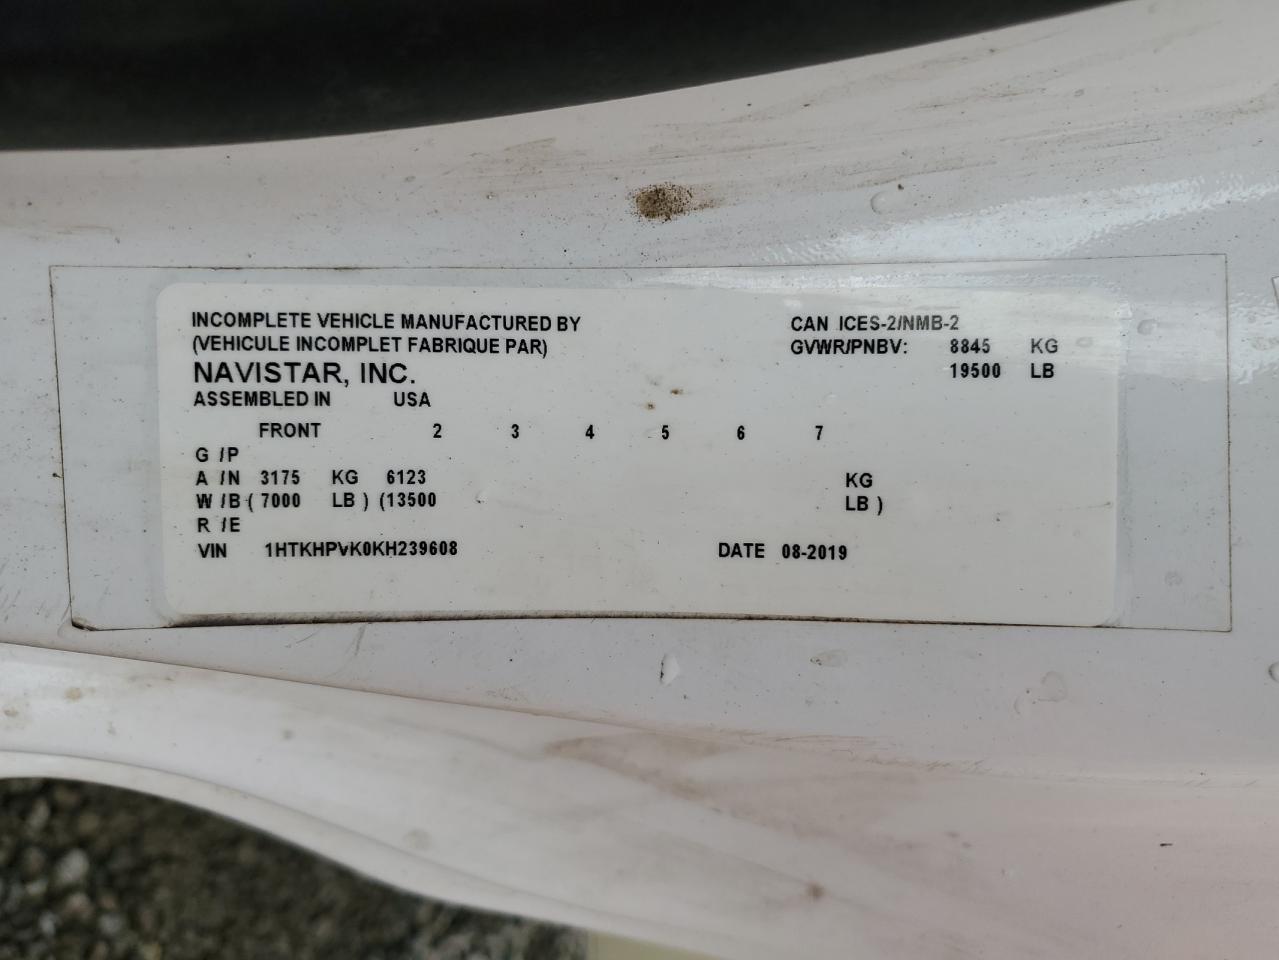 INCOMPLETE VEHICLE MANUFACTURED BY
(VEHICULE INCOMPLET FABRIQUE PAR)
NAVISTAR, INC.
ASSEMBLED IN USA
CAN ICES-2/NMB-2
GVWR/PNBV: 8845 KG
19500 LB
FRONT 2 3 4 5 6 7
G /P
A /N 3175 KG 6123 KG
W /B ( 7000 LB ) (13500 LB )
R /E
VIN 1HTKHPVK0KH239608 DATE 08-2019